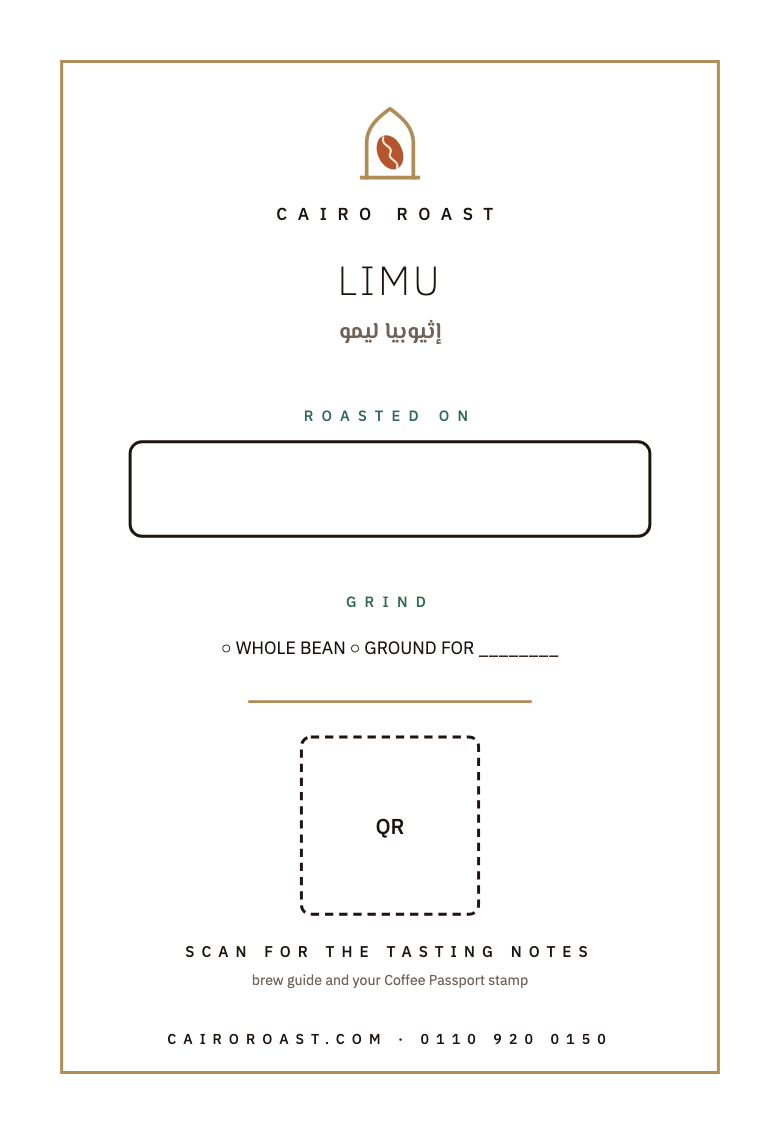 CAIRO ROAST
LIMU
إثيوبيا ليمو
ROASTED ON
GRIND
○ WHOLE BEAN ○ GROUND FOR ________
QR
SCAN FOR THE TASTING NOTES
brew guide and your Coffee Passport stamp
CAIROROAST.COM · 0110 920 0150